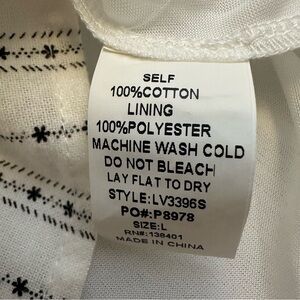 SELF
100%COTTON
LINING
100%POLYESTER
MACHINE WASH COLD
DO NOT BLEACH
LAY FLAT TO DRY
STYLE:LV3396S
PO#:P8978
SIZE:L
RN#:138401
MADE IN CHINA